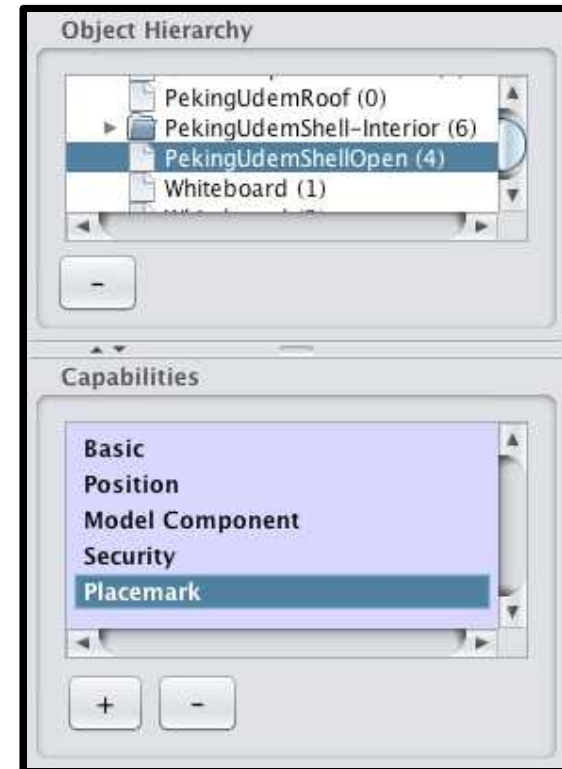 Object Hierarchy
PekingUdemRoof (0)
PekingUdemShell-Interior (6)
PekingUdemShellOpen (4)
Whiteboard (1)
-
Capabilities
Basic
Position
Model Component
Security
Placemark
+ -